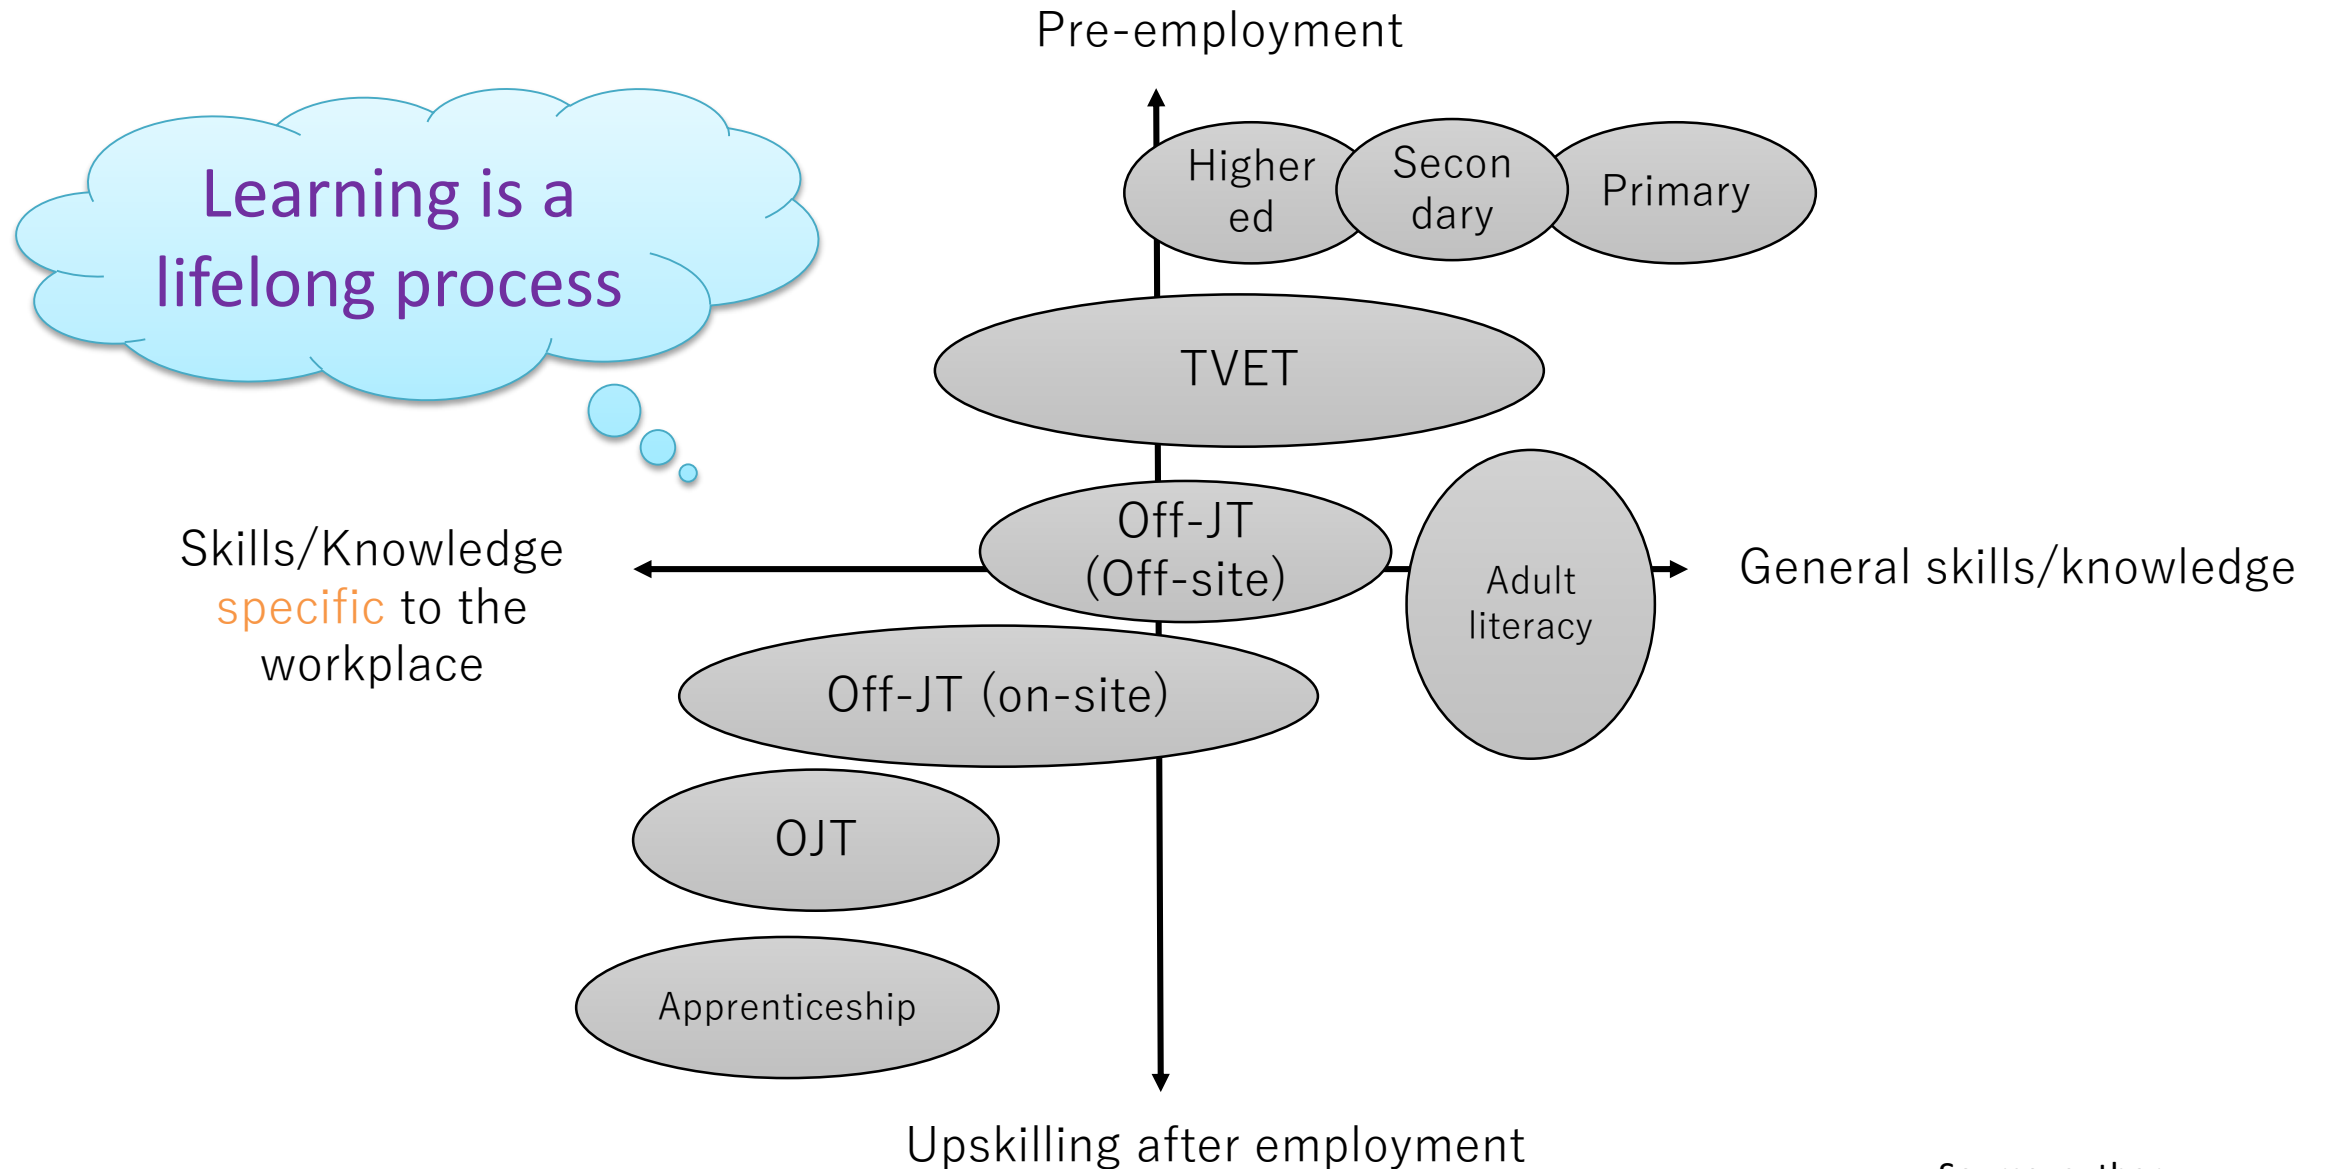 Pre-employment
Learning is a
lifelong process
Higher
ed
Secon
dary
Primary
TVET
Off-JT
(Off-site)
Skills/Knowledge
specific to the
workplace
Adult
literacy
General skills/knowledge
Off-JT (on-site)
OJT
Apprenticeship
Upskilling after employment